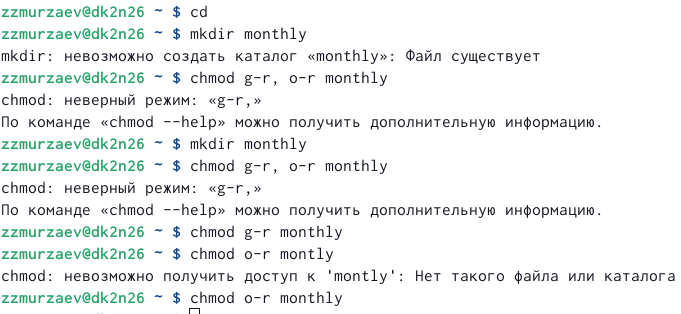 zzmurzaev@dk2n26 ~ $ cd
zzmurzaev@dk2n26 ~ $ mkdir monthly
mkdir: невозможно создать каталог «monthly»: Файл существует
zzmurzaev@dk2n26 ~ $ chmod g-r, o-r monthly
chmod: неверный режим: «g-r,»
По команде «chmod --help» можно получить дополнительную информацию.
zzmurzaev@dk2n26 ~ $ mkdir monthly
zzmurzaev@dk2n26 ~ $ chmod g-r, o-r monthly
chmod: неверный режим: «g-r,»
По команде «chmod --help» можно получить дополнительную информацию.
zzmurzaev@dk2n26 ~ $ chmod g-r monthly
zzmurzaev@dk2n26 ~ $ chmod o-r montly
chmod: невозможно получить доступ к 'montly': Нет такого файла или каталога
zzmurzaev@dk2n26 ~ $ chmod o-r monthly